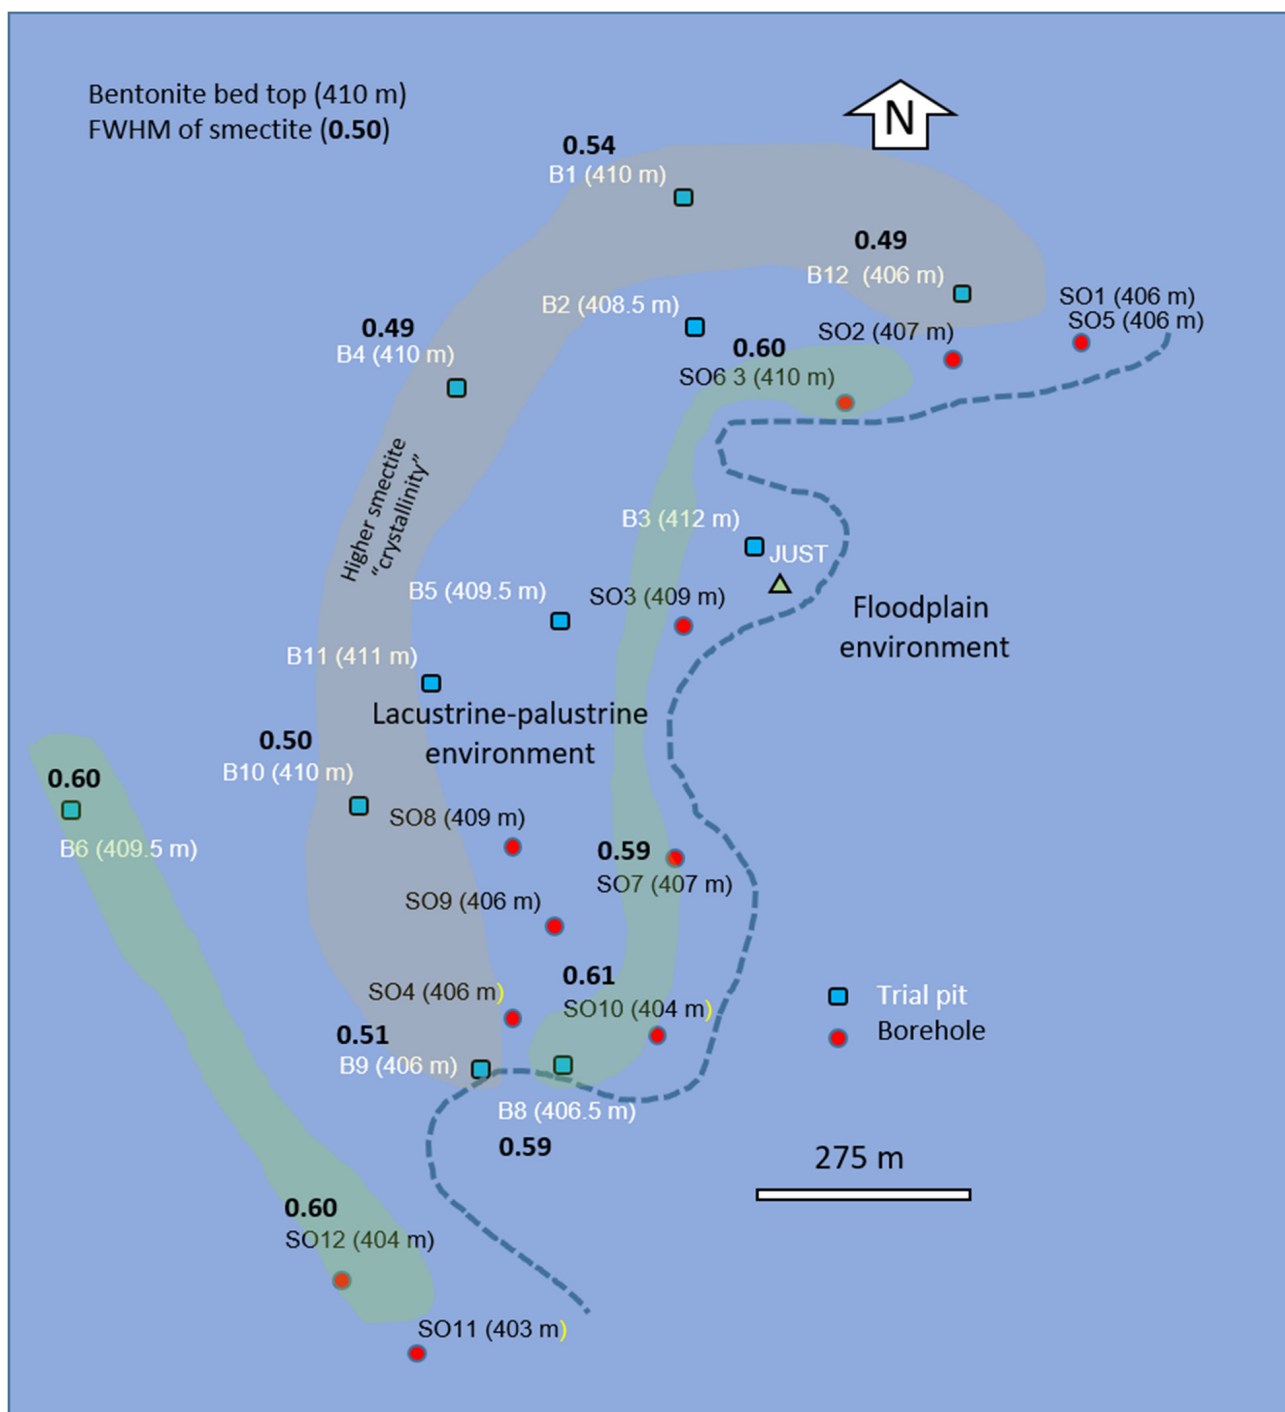 Bentonite bed top (410 m)
FWHM of smectite (0.50)
N
0.54
B1 (410 m)
0.49
B12  (406 m)
SO1 (406 m)
SO5 (406 m)
B2 (408.5 m)
SO2 (407 m)
0.49
B4 (410 m)
0.60
SO6 3 (410 m)
Higher smectite
“crystallinity”
B3 (412 m)
JUST
B5 (409.5 m)
SO3 (409 m)
Floodplain
environment
B11 (411 m)
Lacustrine-palustrine
environment
0.50
B10 (410 m)
0.60
B6 (409.5 m)
SO8 (409 m)
0.59
SO7 (407 m)
SO9 (406 m)
0.61
SO10 (404 m)
SO4 (406 m)
Trial pit
Borehole
0.51
B9 (406 m)
B8 (406.5 m)
0.59
275 m
0.60
SO12 (404 m)
SO11 (403 m)